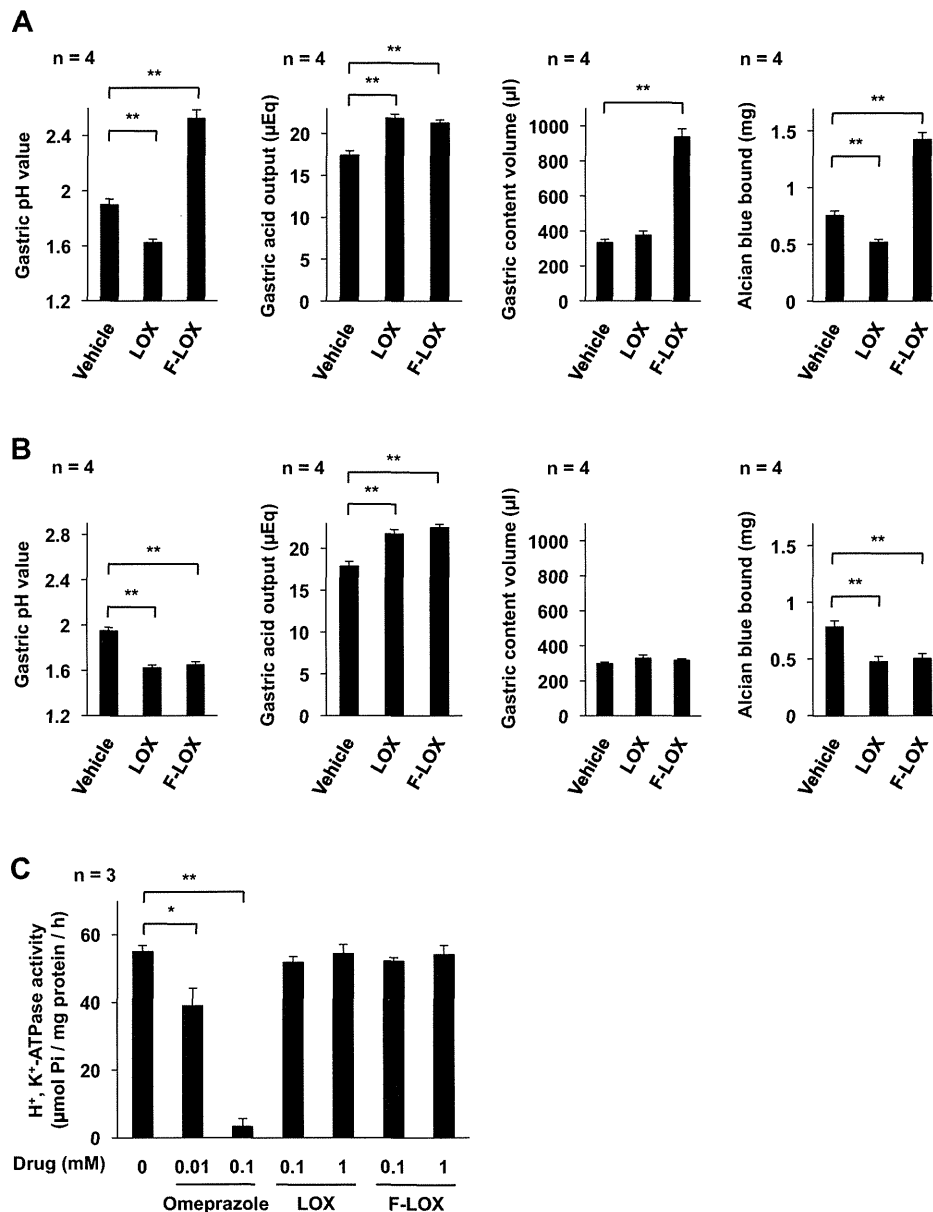 A
n = 4
**
**
Gastric pH value
2.4
2
1.6
1.2
Vehicle
LOX
F-LOX
n = 4
**
**
Gastric acid output (µEq)
20
15
10
5
0
Vehicle
LOX
F-LOX
n = 4
**
Gastric content volume (µl)
1000
800
600
400
200
0
Vehicle
LOX
F-LOX
n = 4
**
**
Alcian blue bound (mg)
1.5
1
0.5
0
Vehicle
LOX
F-LOX
B
n = 4
**
**
Gastric pH value
2.8
2.4
2
1.6
1.2
Vehicle
LOX
F-LOX
n = 4
**
**
Gastric acid output (µEq)
20
15
10
5
0
Vehicle
LOX
F-LOX
n = 4
Gastric content volume (µl)
1000
800
600
400
200
0
Vehicle
LOX
F-LOX
n = 4
**
**
Alcian blue bound (mg)
1.5
1
0.5
0
Vehicle
LOX
F-LOX
C
n = 3
**
*
H⁺, K⁺-ATPase activity
(µmol Pi / mg protein / h)
60
40
20
0
Drug (mM) 0 0.01 0.1 0.1 1 0.1 1
Omeprazole LOX F-LOX